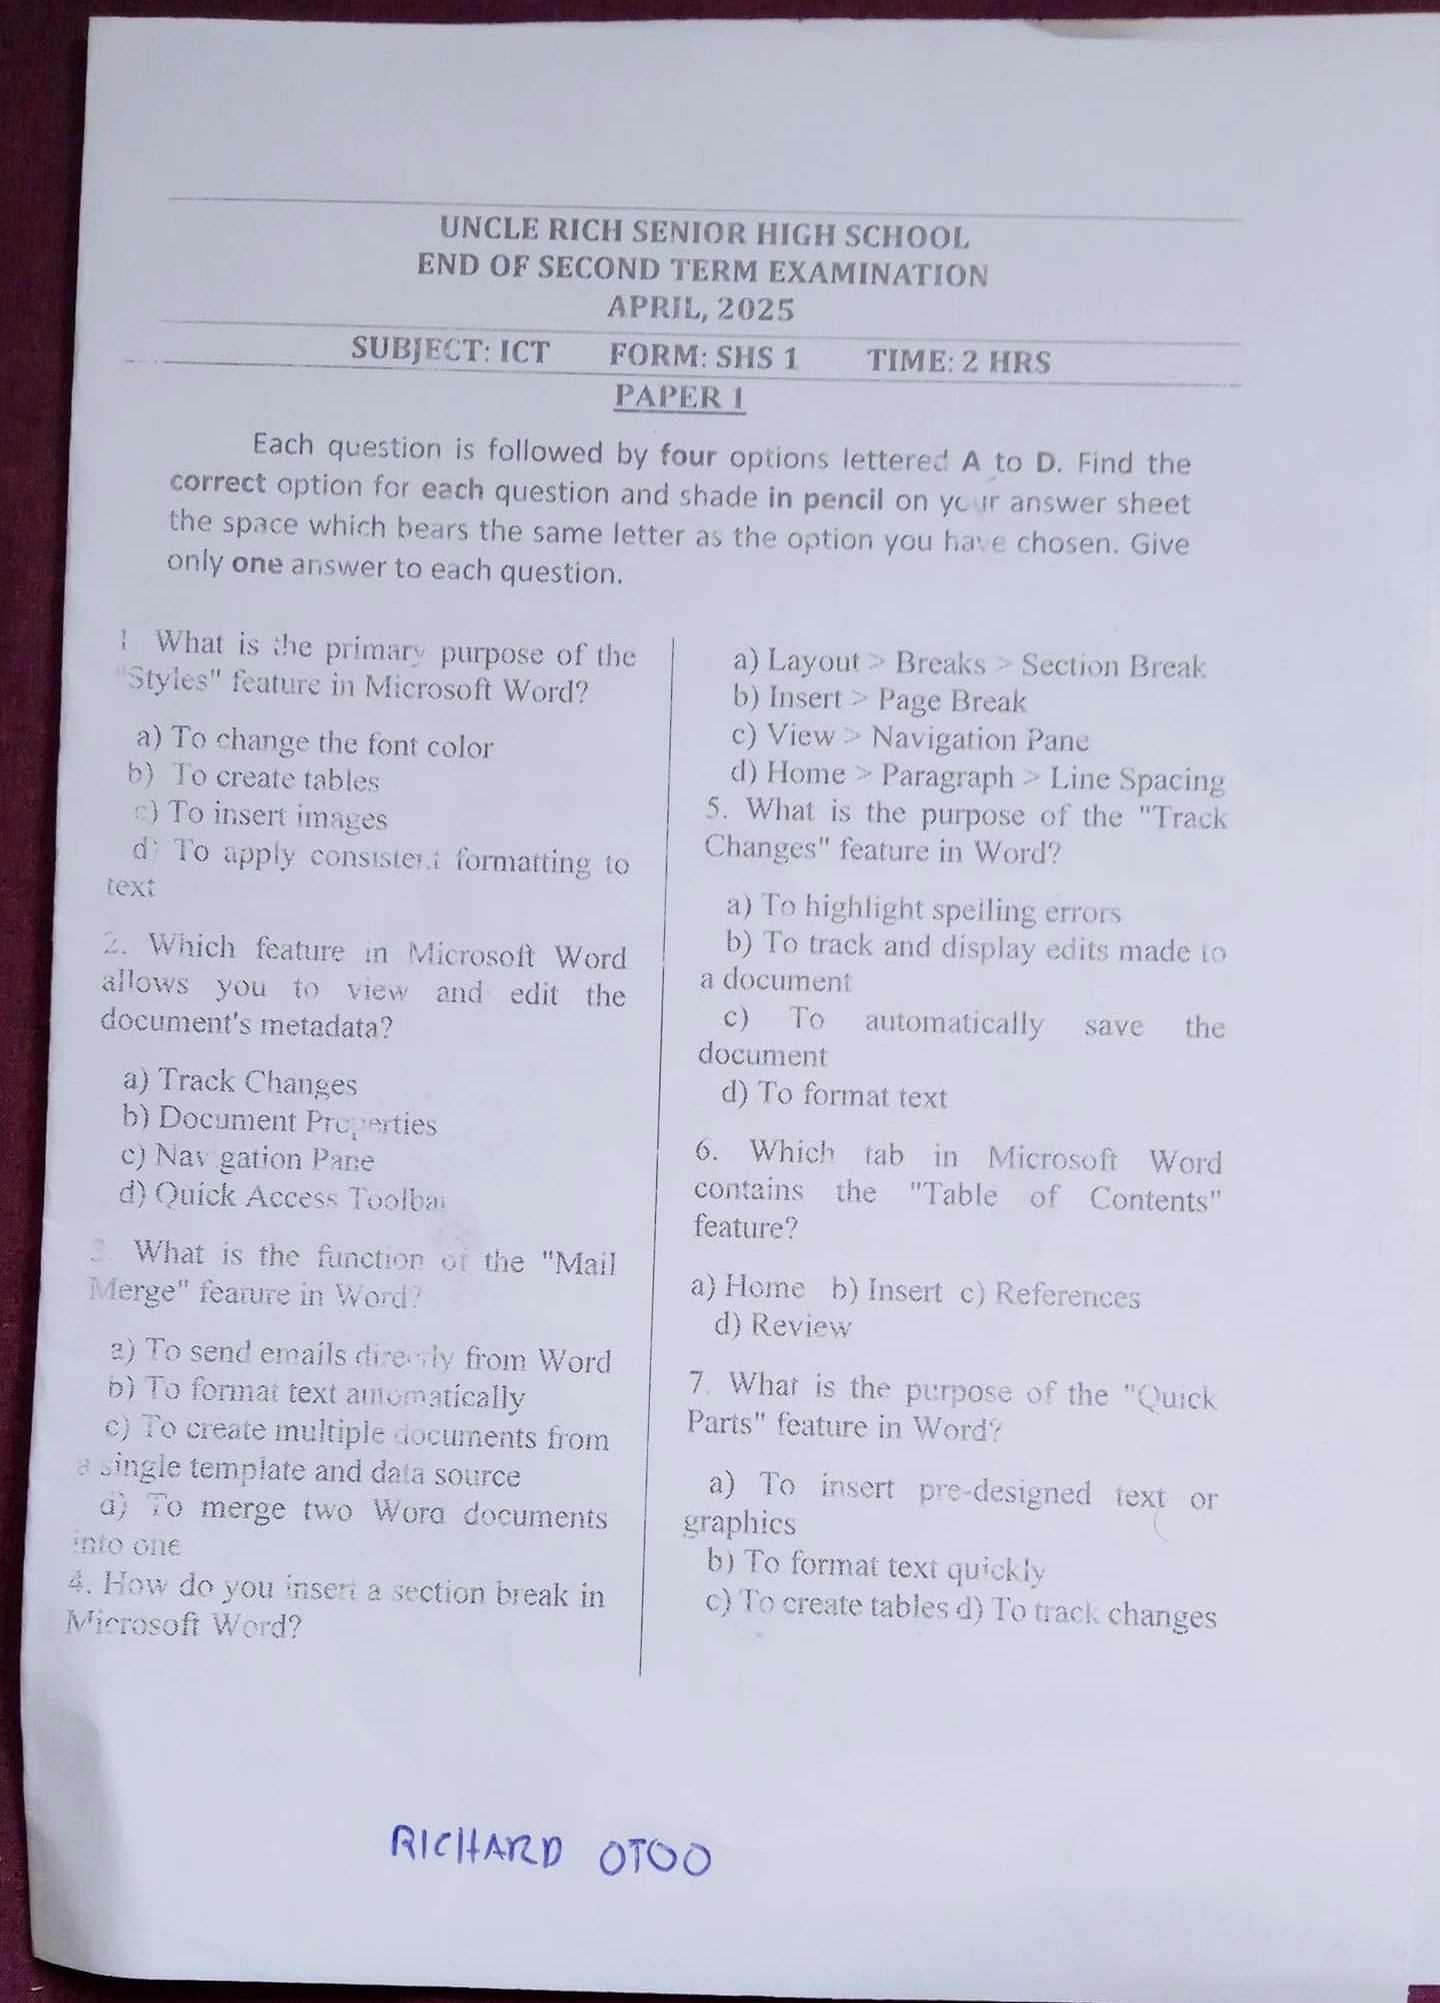 UNCLE RICH SENIOR HIGH SCHOOL
END OF SECOND TERM EXAMINATION
APRIL, 2025
SUBJECT: ICT FORM: SHS 1 TIME: 2 HRS
PAPER 1
Each question is followed by four options lettered A to D. Find the
correct option for each question and shade in pencil on your answer sheet
the space which bears the same letter as the option you have chosen. Give
only one answer to each question.
1 What is the primary purpose of the
"Styles" feature in Microsoft Word?
a) To change the font color
b) To create tables
c) To insert images
d) To apply consistent formatting to
text
2. Which feature in Microsoft Word
allows you to view and edit the
document's metadata?
a) Track Changes
b) Document Properties
c) Navigation Pane
d) Quick Access Toolbar
3. What is the function of the "Mail
Merge" feature in Word?
a) To send emails directly from Word
b) To format text automatically
c) To create multiple documents from
a single template and data source
d) To merge two Word documents
into one
4. How do you insert a section break in
Microsoft Word?
a) Layout > Breaks > Section Break
b) Insert > Page Break
c) View > Navigation Pane
d) Home > Paragraph > Line Spacing
5. What is the purpose of the "Track
Changes" feature in Word?
a) To highlight spelling errors
b) To track and display edits made to
a document
c) To automatically save the
document
d) To format text
6. Which tab in Microsoft Word
contains the "Table of Contents"
feature?
a) Home b) Insert c) References
d) Review
7. What is the purpose of the "Quick
Parts" feature in Word?
a) To insert pre-designed text or
graphics
b) To format text quickly
c) To create tables d) To track changes
RICHARD OTOO